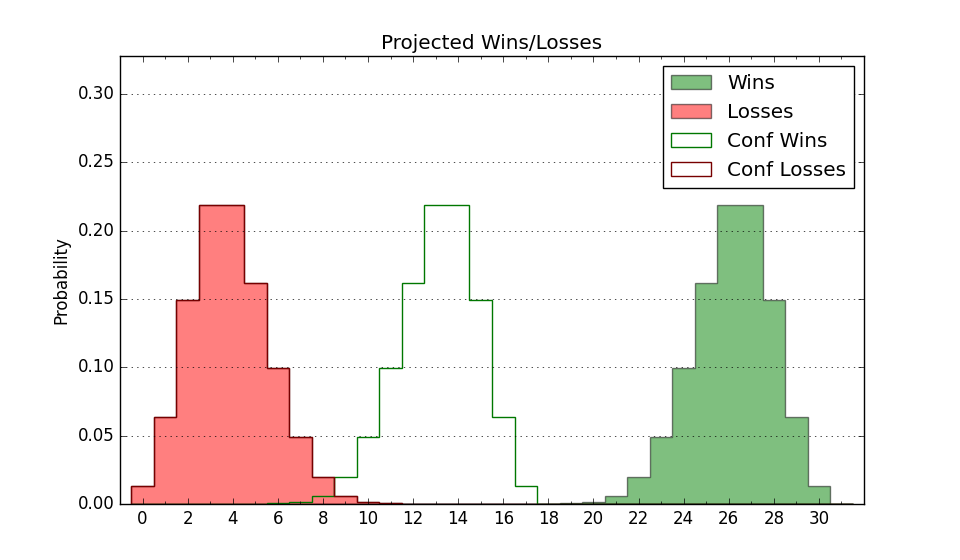 Projected Wins/Losses
Wins
Losses
Conf Wins
Conf Losses
Probability
0.30
0.25
0.20
0.15
0.10
0.05
0.00
0 2 4 6 8 10 12 14 16 18 20 22 24 26 28 30